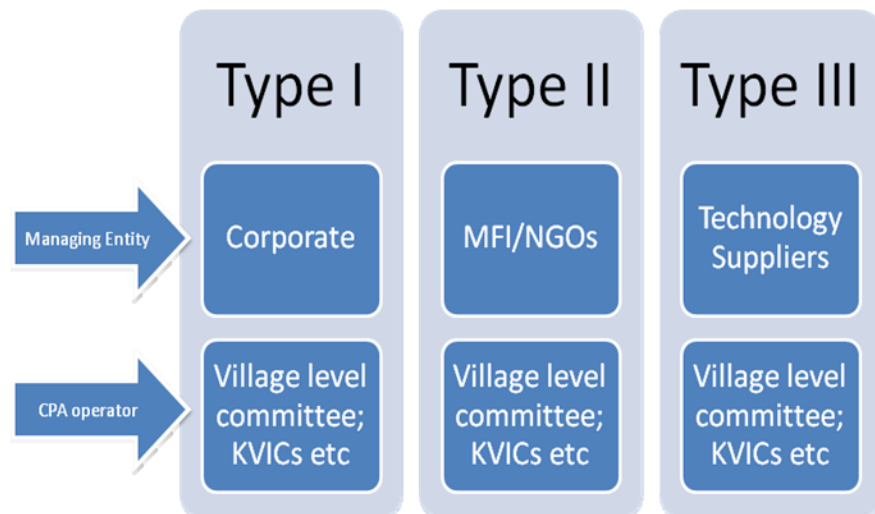 Type I
Type II
Type III
Managing Entity
Corporate
MFI/NGOs
Technology
Suppliers
CPA operator
Village level
committee;
KVICs etc
Village level
committee;
KVICs etc
Village level
committee;
KVICs etc